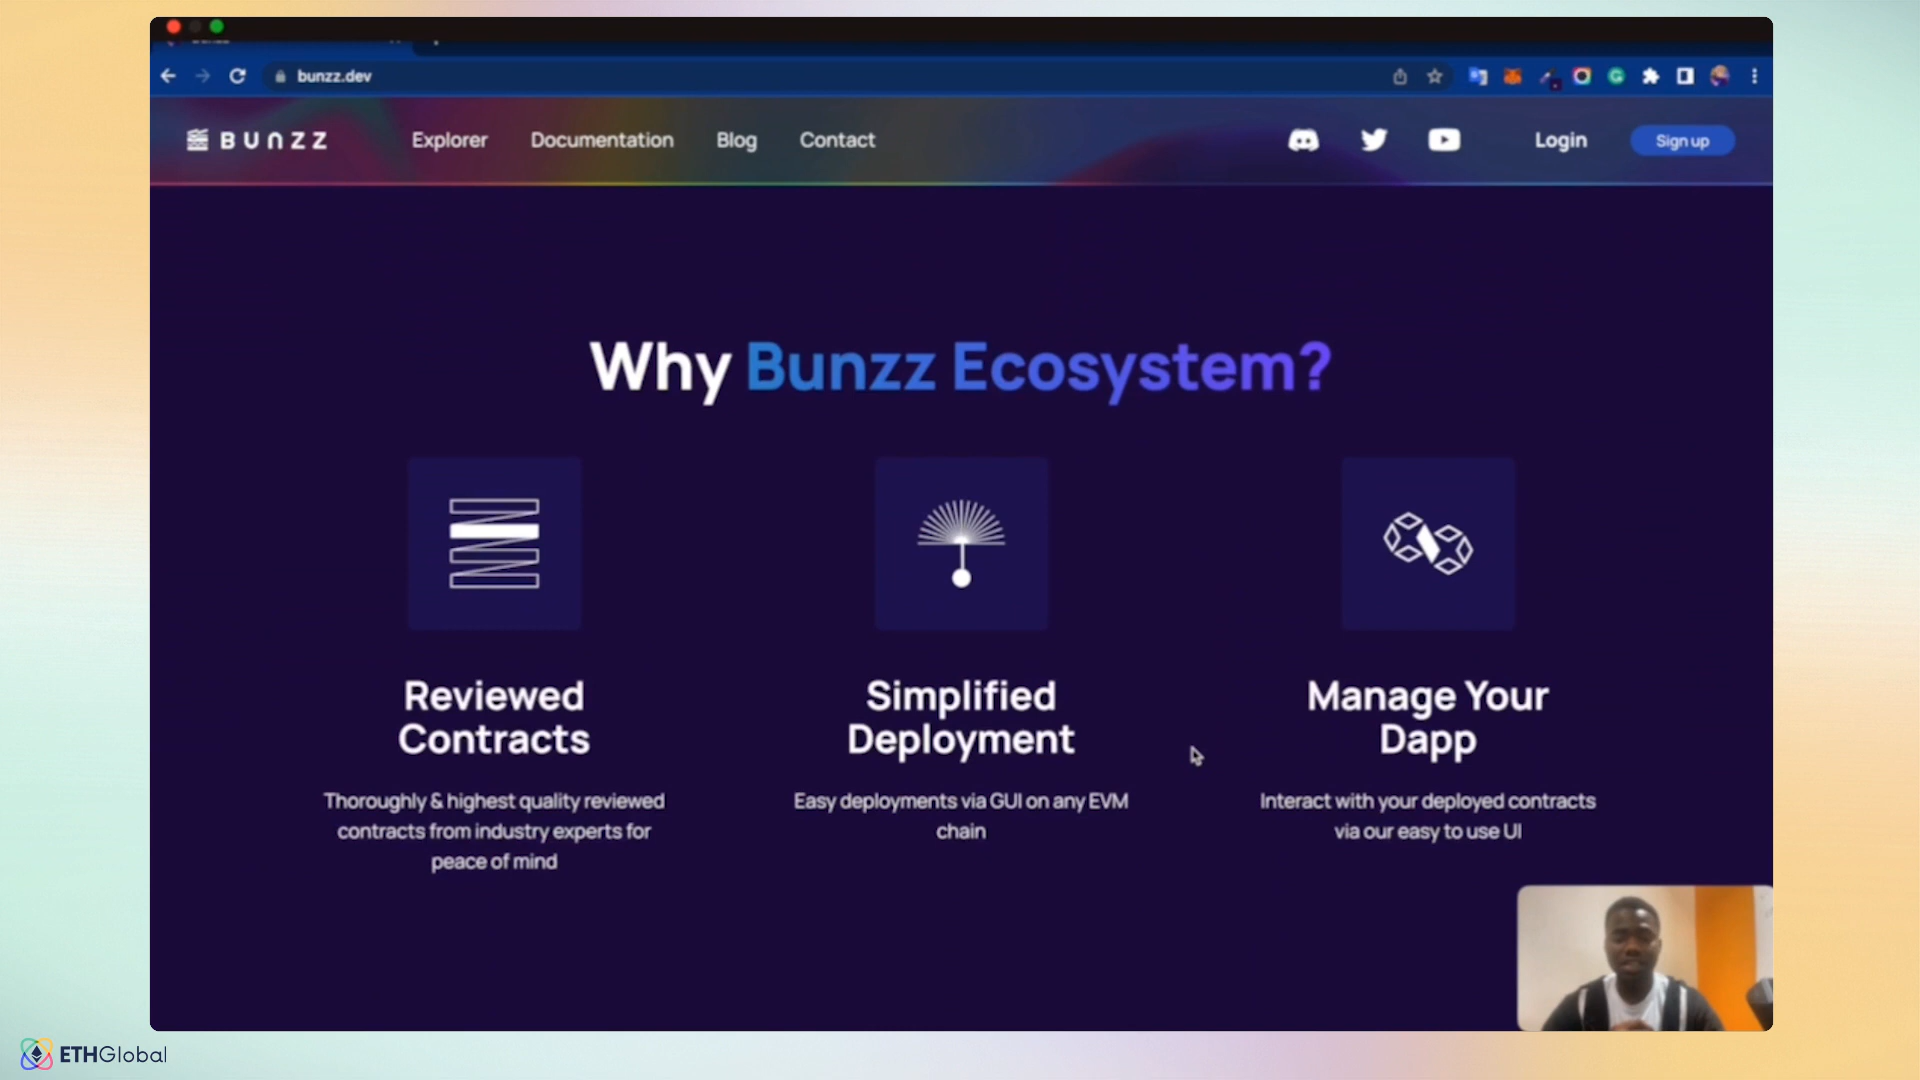 bunzz.dev
BUNZZ
Explorer
Documentation
Blog
Contact
Login
Sign up
Why Bunzz Ecosystem?
Reviewed
Contracts
Thoroughly & highest quality reviewed
contracts from industry experts for
peace of mind
Simplified
Deployment
Easy deployments via GUI on any EVM
chain
Manage Your
Dapp
Interact with your deployed contracts
via our easy to use UI
ETHGlobal